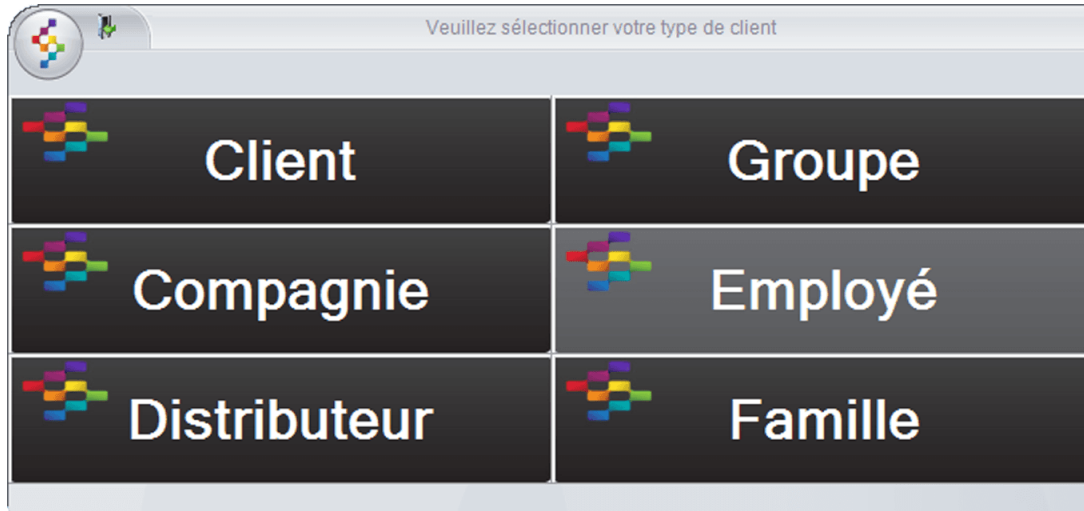 Veuillez sélectionner votre type de client
Client
Groupe
Compagnie
Employé
Distributeur
Famille